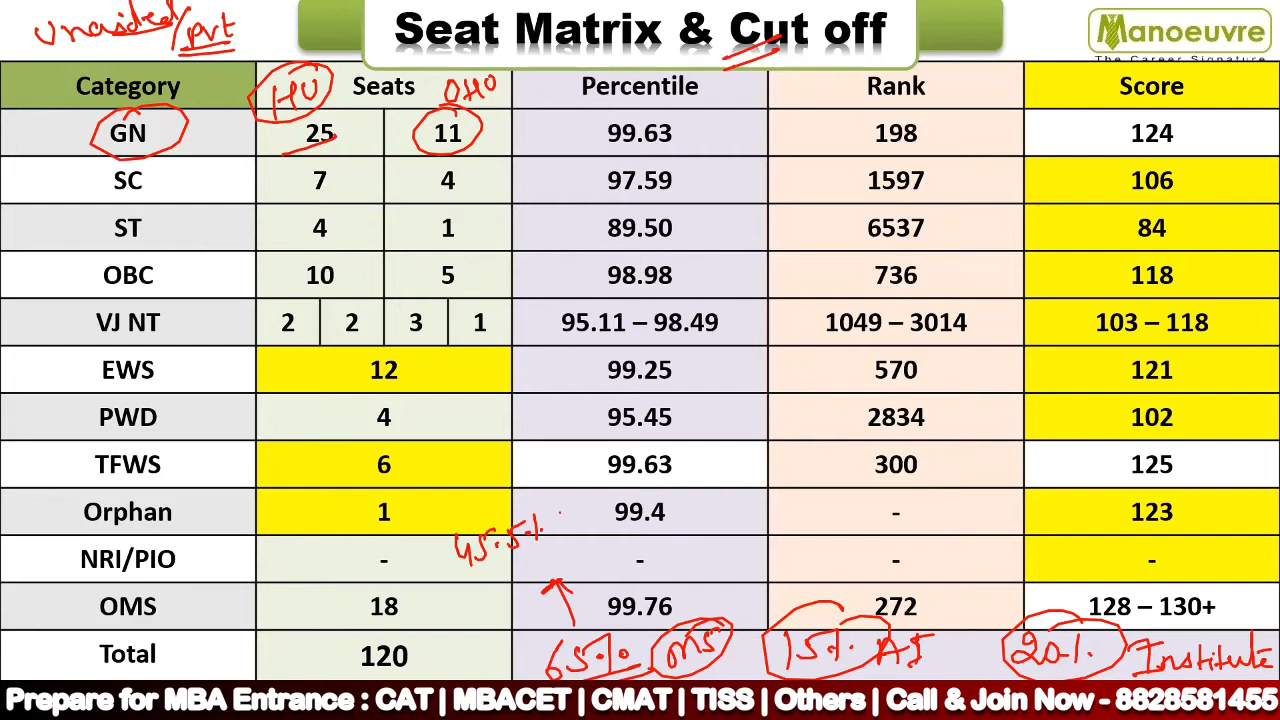 unaided/pvt
Seat Matrix & Cut off
Manoeuvre
The Career Signature
Category HU Seats OHU Percentile Rank Score
GN 25 11 99.63 198 124
SC 7 4 97.59 1597 106
ST 4 1 89.50 6537 84
OBC 10 5 98.98 736 118
VJ NT 2 2 3 1 95.11 – 98.49 1049 – 3014 103 – 118
EWS 12 99.25 570 121
PWD 4 95.45 2834 102
TFWS 6 99.63 300 125
Orphan 1 99.4 - 123
45.5%
NRI/PIO - - - -
OMS 18 99.76 272 128 – 130+
Total 120
65% MS 15% AI 20% Institute
Prepare for MBA Entrance : CAT | MBACET | CMAT | TISS | Others | Call & Join Now - 8828581455